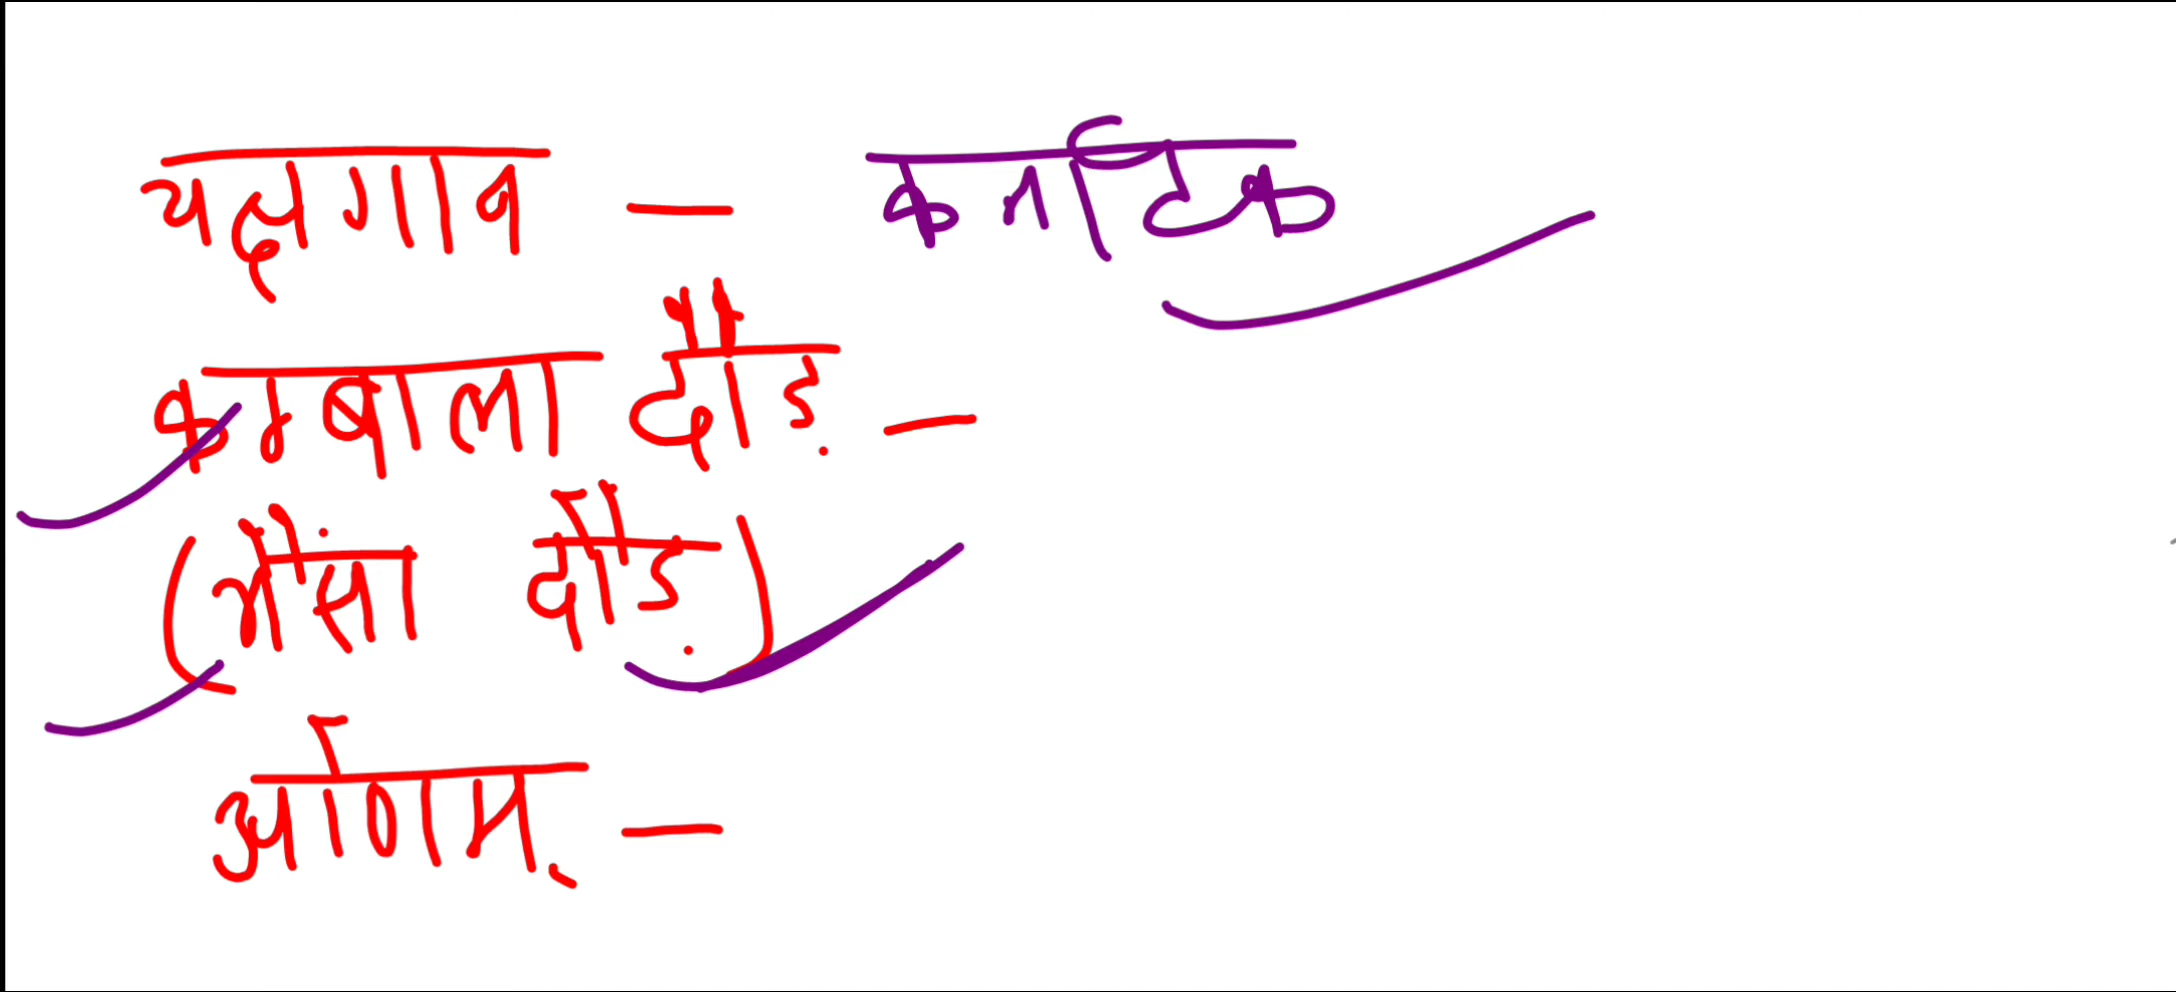 यक्षगान — कर्नाटक
कम्बाला दौड़ —
(भैंसा दौड़)
ओणम —